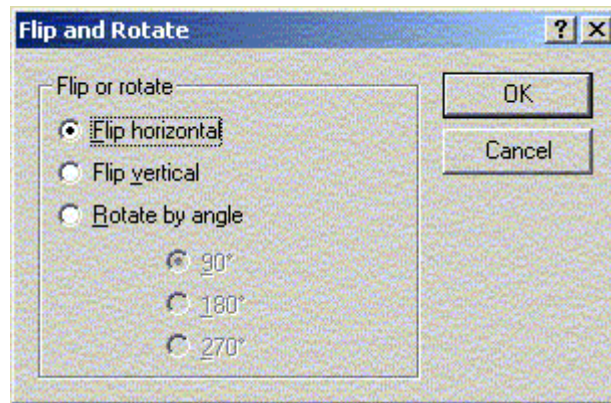 Flip and Rotate
Flip or rotate
Flip horizontal
Flip vertical
Rotate by angle
90°
180°
270°
OK
Cancel